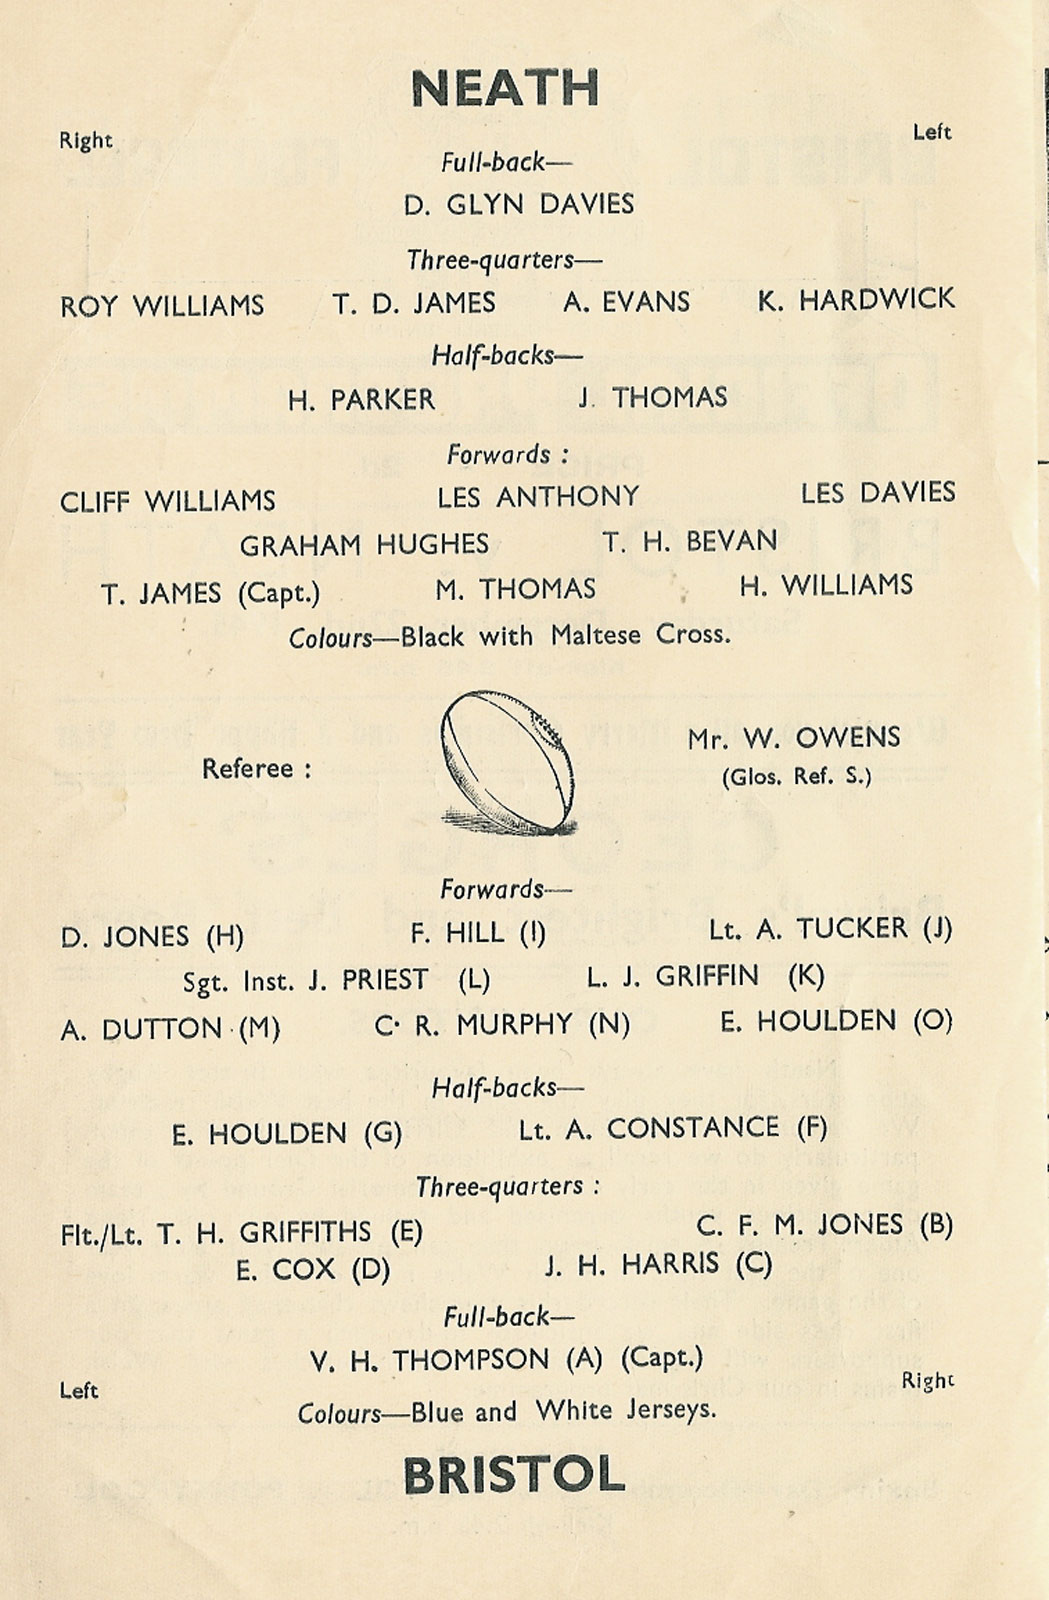 NEATH
Right Left
Full-back—
D. GLYN DAVIES
Three-quarters—
ROY WILLIAMS T. D. JAMES A. EVANS K. HARDWICK
Half-backs—
H. PARKER J. THOMAS
Forwards :
CLIFF WILLIAMS LES ANTHONY LES DAVIES
GRAHAM HUGHES T. H. BEVAN
T. JAMES (Capt.) M. THOMAS H. WILLIAMS
Colours—Black with Maltese Cross.
Referee : Mr. W. OWENS
(Glos. Ref. S.)
Forwards—
D. JONES (H) F. HILL (I) Lt. A. TUCKER (J)
Sgt. Inst. J. PRIEST (L) L. J. GRIFFIN (K)
A. DUTTON (M) C. R. MURPHY (N) E. HOULDEN (O)
Half-backs—
E. HOULDEN (G) Lt. A. CONSTANCE (F)
Three-quarters :
Flt./Lt. T. H. GRIFFITHS (E) C. F. M. JONES (B)
E. COX (D) J. H. HARRIS (C)
Full-back—
V. H. THOMPSON (A) (Capt.)
Left Right
Colours—Blue and White Jerseys.
BRISTOL